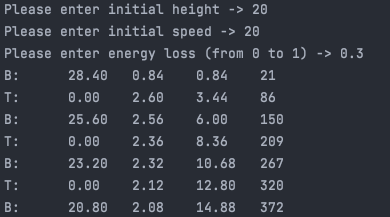 Please enter initial height -> 20
Please enter initial speed -> 20
Please enter energy loss (from 0 to 1) -> 0.3
B: 28.40 0.84 0.84 21
T: 0.00 2.60 3.44 86
B: 25.60 2.56 6.00 150
T: 0.00 2.36 8.36 209
B: 23.20 2.32 10.68 267
T: 0.00 2.12 12.80 320
B: 20.80 2.08 14.88 372